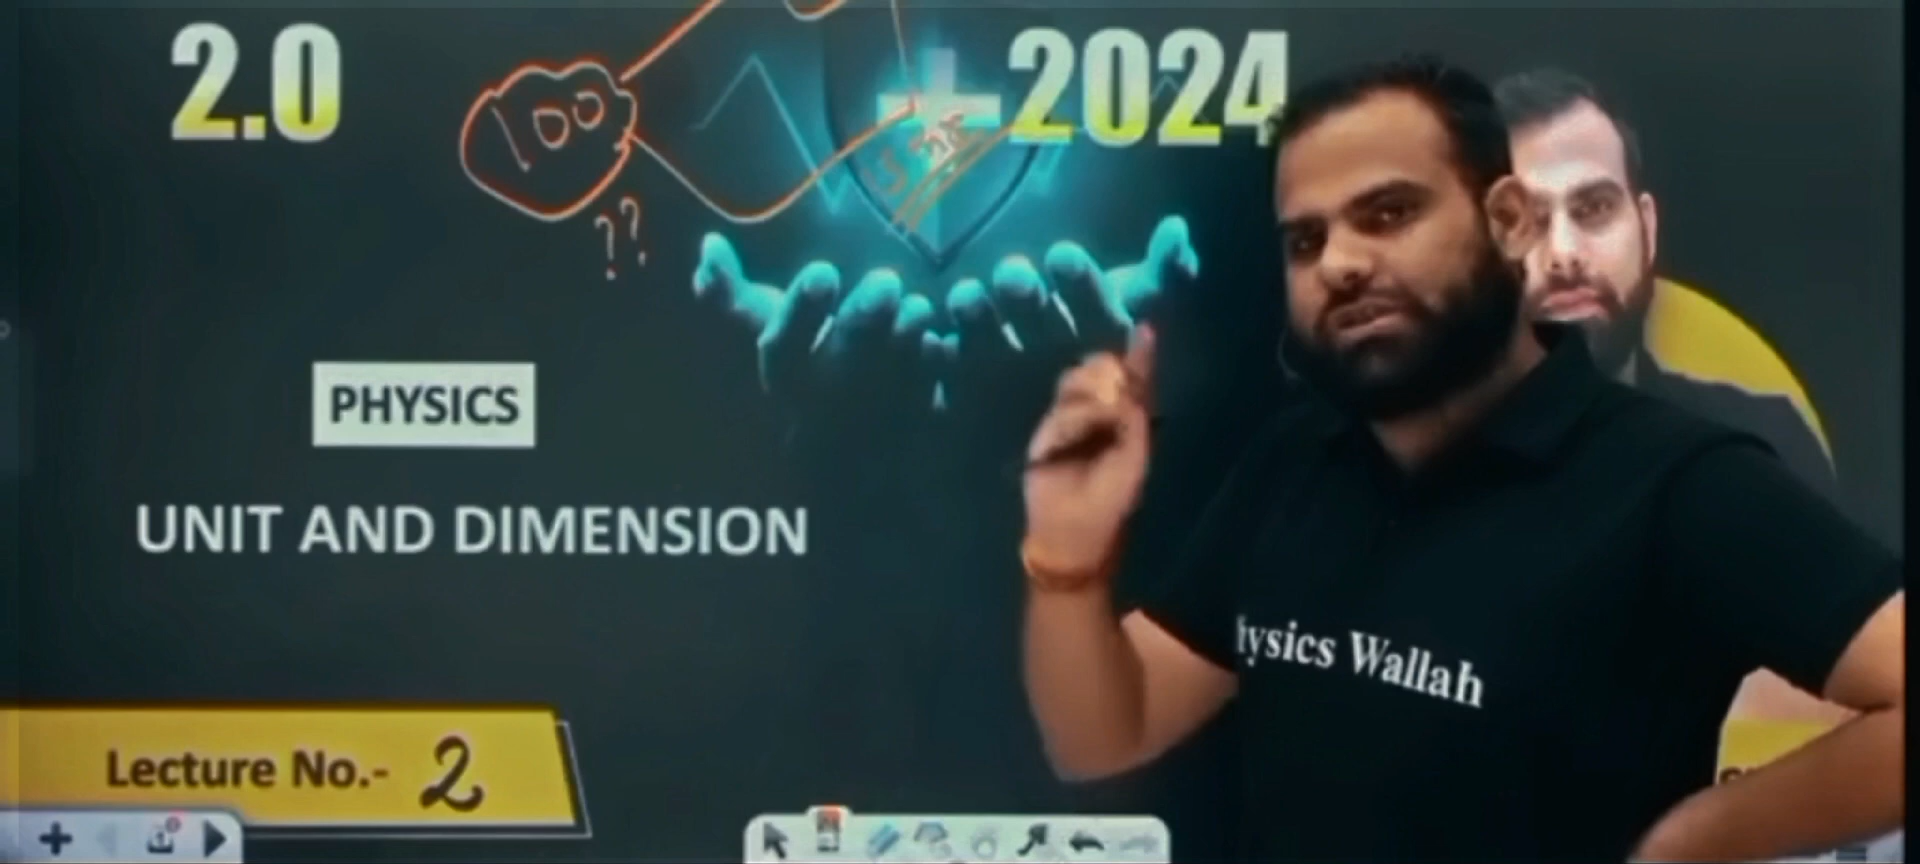 2.0
2024
100
??
PHYSICS
UNIT AND DIMENSION
ysics Wallah
Lecture No.- 2